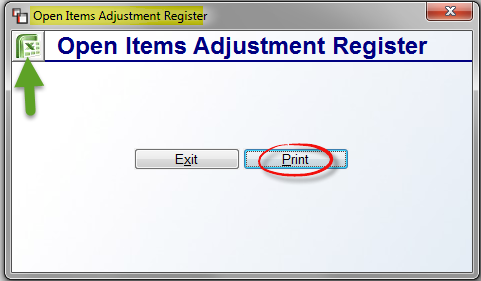 Open Items Adjustment Register
Open Items Adjustment Register
Exit
Print